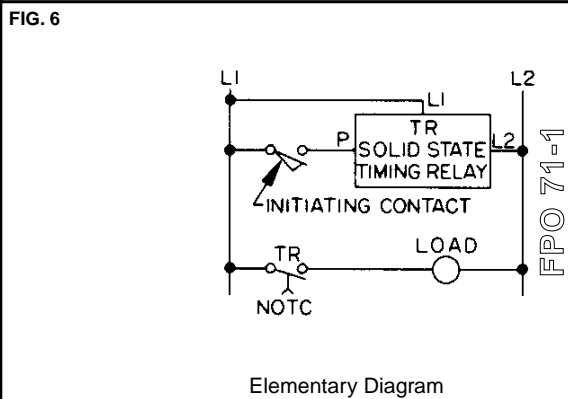 FIG. 6
L1 L2
L1
P TR L2
SOLID STATE
TIMING RELAY
INITIATING CONTACT
TR LOAD
NOTC
FPO 71-1
Elementary Diagram